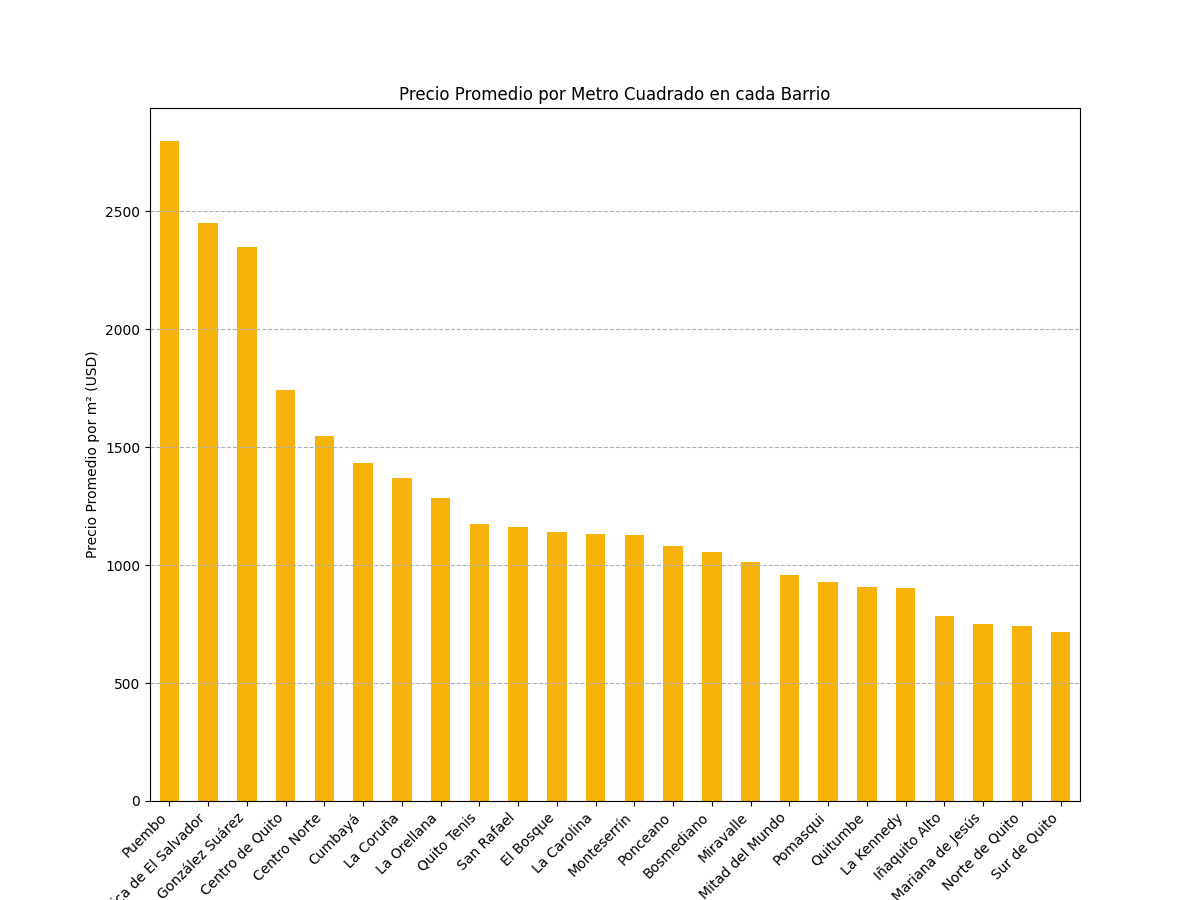 Precio Promedio por Metro Cuadrado en cada Barrio
Precio Promedio por m² (USD)
2500
2000
1500
1000
500
0
Puembo
de El Salvador
González Suárez
Centro de Quito
Centro Norte
Cumbayá
La Coruña
La Orellana
Quito Tenis
San Rafael
El Bosque
La Carolina
Monteserrín
Ponceano
Bosmediano
Miravalle
Mitad del Mundo
Pomasqui
Quitumbe
La Kennedy
Iñaquito Alto
Mariana de Jesús
Norte de Quito
Sur de Quito